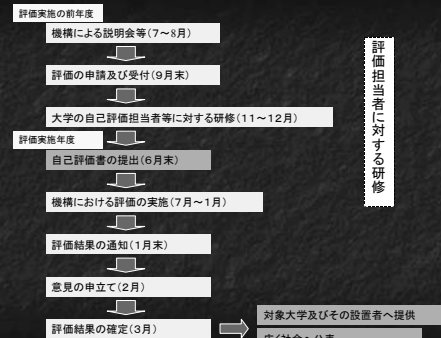 評価実施の前年度
機構による説明会等(7~8月)
評価の申請及び受付(9月末)
大学の自己評価担当者等に対する研修(11~12月)
評価実施年度
自己評価書の提出(6月末)
機構における評価の実施(7月~1月)
評価結果の通知(1月末)
意見の申立て(2月)
評価結果の確定(3月)
対象大学及びその設置者へ提供
広く社会へ公表
評価担当者に対する研修